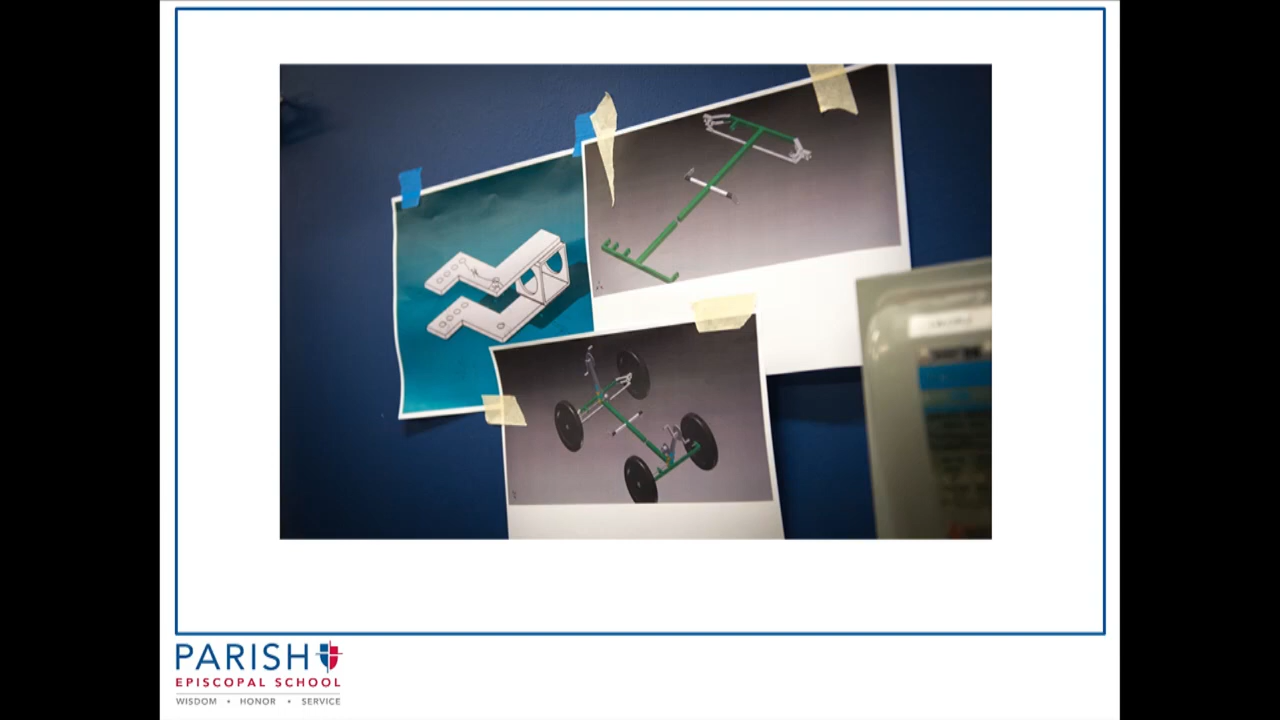 PARISH
EPISCOPAL SCHOOL
WISDOM • HONOR • SERVICE